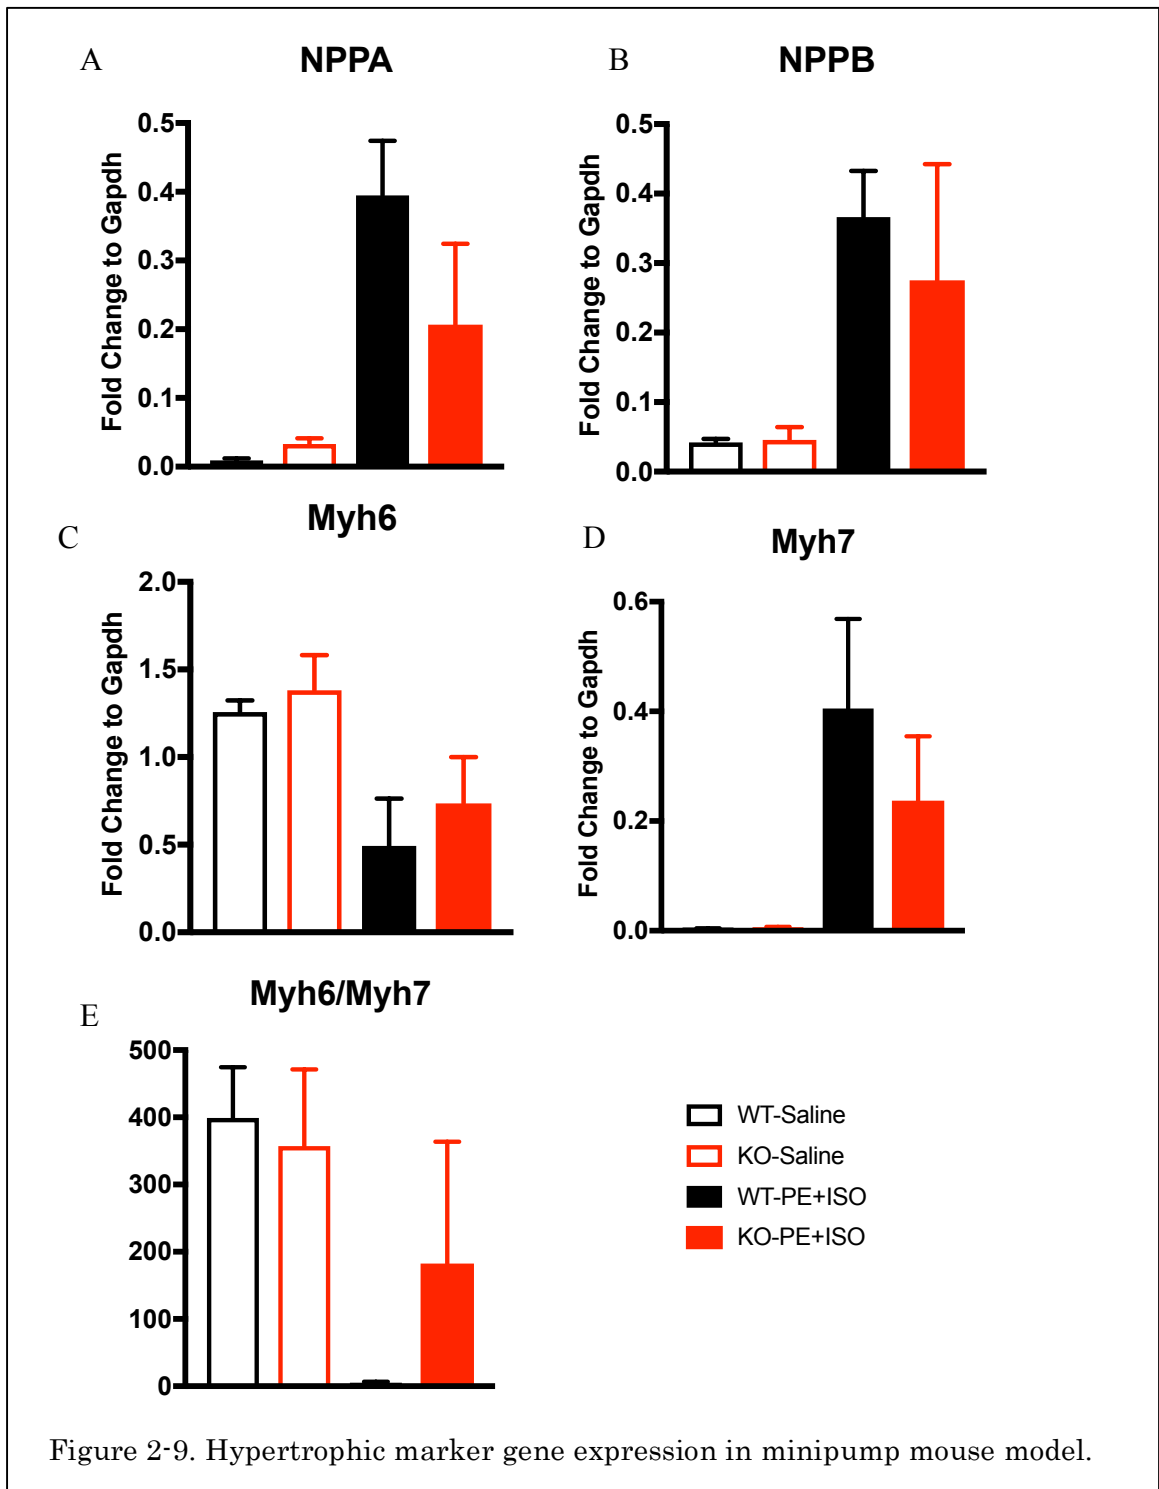 A
NPPA
Fold Change to Gapdh
0.5
0.4
0.3
0.2
0.1
0.0
B
NPPB
Fold Change to Gapdh
0.5
0.4
0.3
0.2
0.1
0.0
C
Myh6
Fold Change to Gapdh
2.0
1.5
1.0
0.5
0.0
D
Myh7
Fold Change to Gapdh
0.6
0.4
0.2
0.0
E
Myh6/Myh7
500
400
300
200
100
0
WT-Saline
KO-Saline
WT-PE+ISO
KO-PE+ISO
Figure 2-9. Hypertrophic marker gene expression in minipump mouse model.